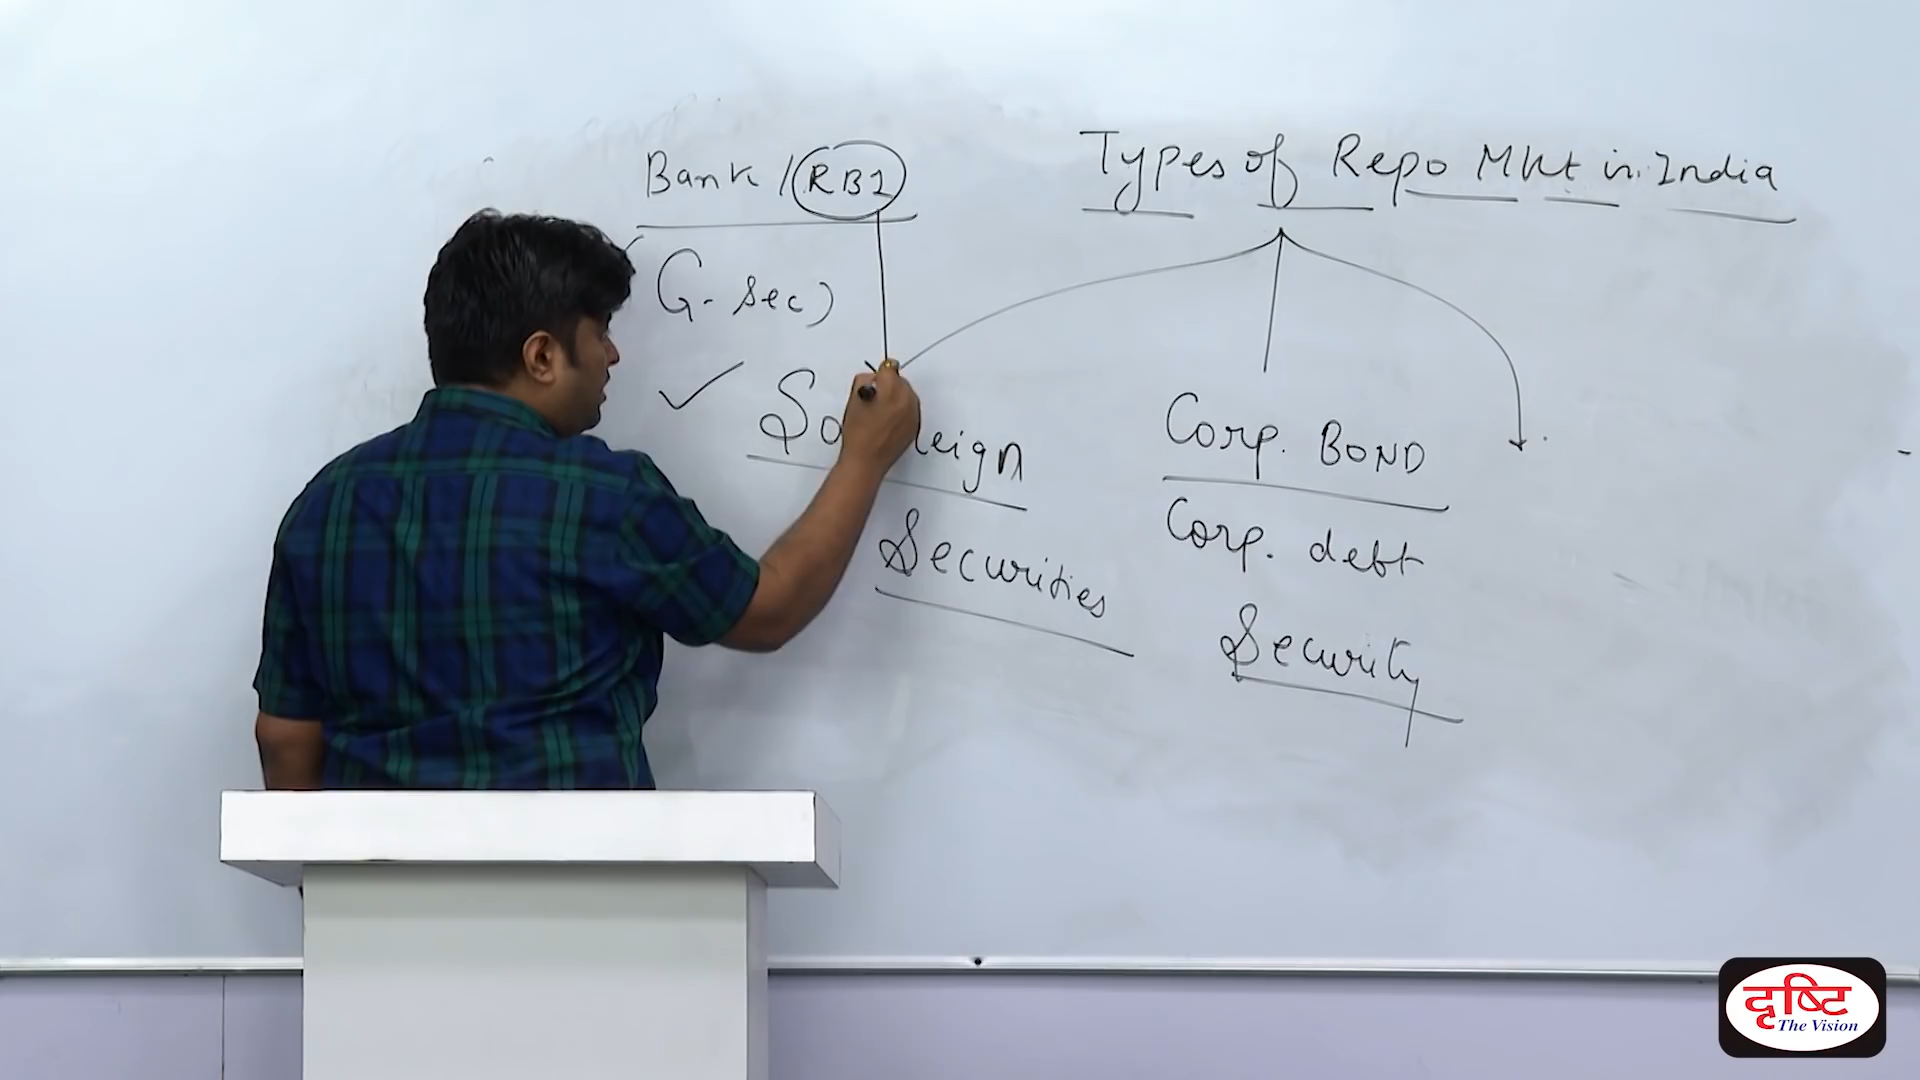 Bank / RBI
G-sec)
Types of Repo Mkt in India
Securities
Corp. BOND
Corp. debt
Security
दृष्टि
The Vision